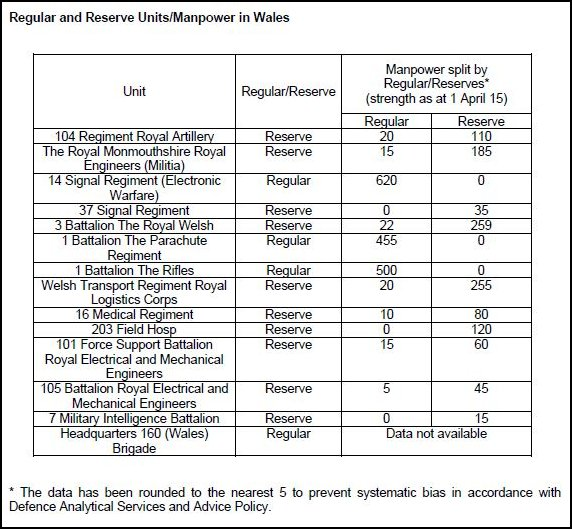 Regular and Reserve Units/Manpower in Wales
Unit
Regular/Reserve
Manpower split by
Regular/Reserves*
(strength as at 1 April 15)
Regular Reserve
104 Regiment Royal Artillery Reserve 20 110
The Royal Monmouthshire Royal Reserve 15 185
Engineers (Militia)
14 Signal Regiment (Electronic Regular 620 0
Warfare)
37 Signal Regiment Reserve 0 35
3 Battalion The Royal Welsh Reserve 22 259
1 Battalion The Parachute Regular 455 0
Regiment
1 Battalion The Rifles Regular 500 0
Welsh Transport Regiment Royal Reserve 20 255
Logistics Corps
16 Medical Regiment Reserve 10 80
203 Field Hosp Reserve 0 120
101 Force Support Battalion Reserve 15 60
Royal Electrical and Mechanical
Engineers
105 Battalion Royal Electrical and Reserve 5 45
Mechanical Engineers
7 Military Intelligence Battalion Reserve 0 15
Headquarters 160 (Wales) Regular Data not available
Brigade
* The data has been rounded to the nearest 5 to prevent systematic bias in accordance with
Defence Analytical Services and Advice Policy.